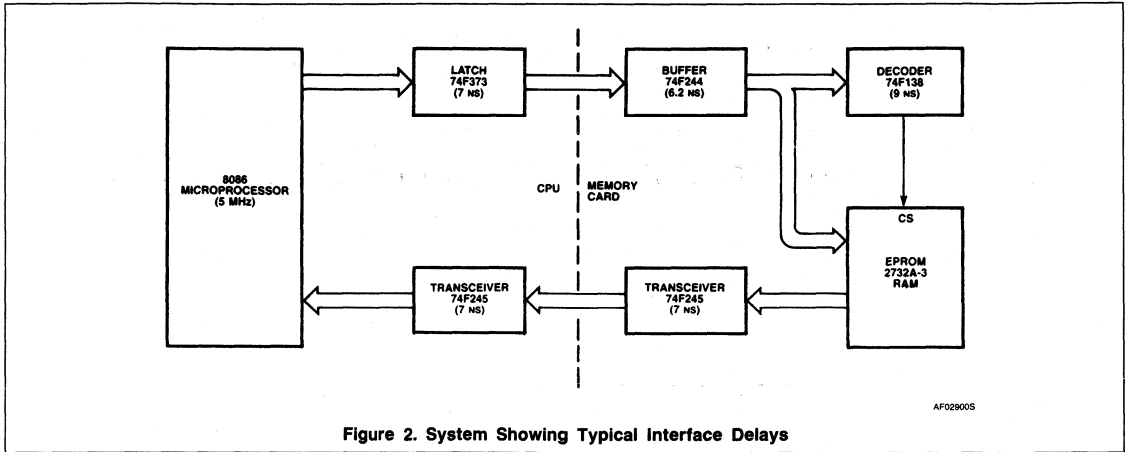 LATCH
74F373
(7 NS)
BUFFER
74F244
(6.2 NS)
DECODER
74F138
(9 NS)
8086
MICROPROCESSOR
(5 MHz)
CPU
MEMORY
CARD
CS
EPROM
2732A-3
RAM
TRANSCEIVER
74F245
(7 NS)
TRANSCEIVER
74F245
(7 NS)
AF02900S
Figure 2. System Showing Typical Interface Delays